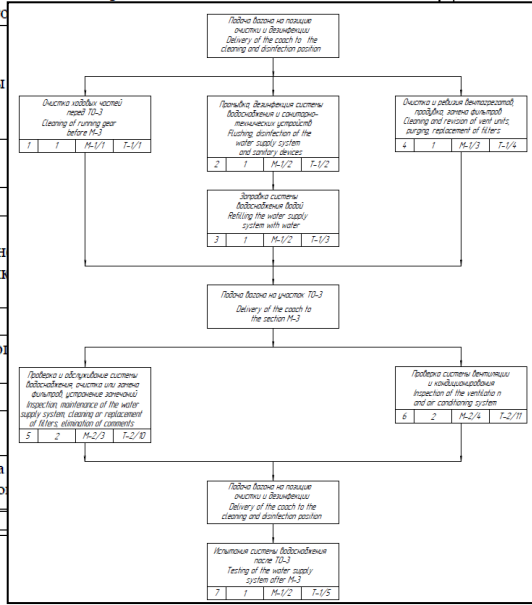 Подача вагона на позицию
очистки и дезинфекции
Delivery of the coach to the
cleaning and disinfection position
Очистка ходовых частей
перед ТО-3
Cleaning of running gear
before M-3
1 1 М-1/1 Т-1/1
Промывка, дезинфекция системы
водоснабжения и санитарно-
технических устройств
Flushing, disinfection of the
water supply system
and sanitary devices
2 1 М-1/2 Т-1/2
Очистка и ревизия вентагрегатов,
продувка, замена фильтров
Cleaning and revision of vent units,
purging, replacement of filters
4 1 М-1/3 Т-1/4
Заправка системы
водоснабжения водой
Refilling the water supply
system with water
3 1 М-1/2 Т-1/3
Подача вагона на участок ТО-3
Delivery of the coach to
the section M-3
Проверка и обслуживание системы
водоснабжения, очистка или замена
фильтров, устранение замечаний
Inspection, maintenance of the water
supply system, cleaning or replacement
of filters, elimination of comments
5 2 М-2/3 Т-2/10
Проверка системы вентиляции
и кондиционирования
Inspection of the ventilatio n
and air conditioning system
6 2 М-2/4 Т-2/11
Подача вагона на позицию
очистки и дезинфекции
Delivery of the coach to the
cleaning and disinfection position
Испытания системы водоснабжения
после ТО-3
Testing of the water supply
system after M-3
7 1 М-1/2 Т-1/5